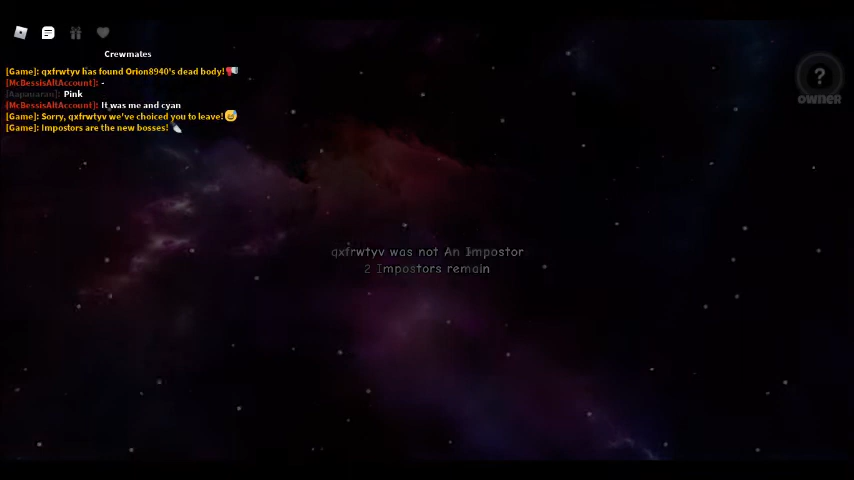 Crewmates
[Game]: qxfrwtyv has found Orion8940's dead body!
[McBessisAltAccount]: -
Pink
[McBessisAltAccount]: It was me and cyan
[Game]: Sorry, qxfrwtyv we've choiced you to leave!
[Game]: Impostors are the new bosses!
?
OWNER
qxfrwtyv was not An Impostor
2 Impostors remain